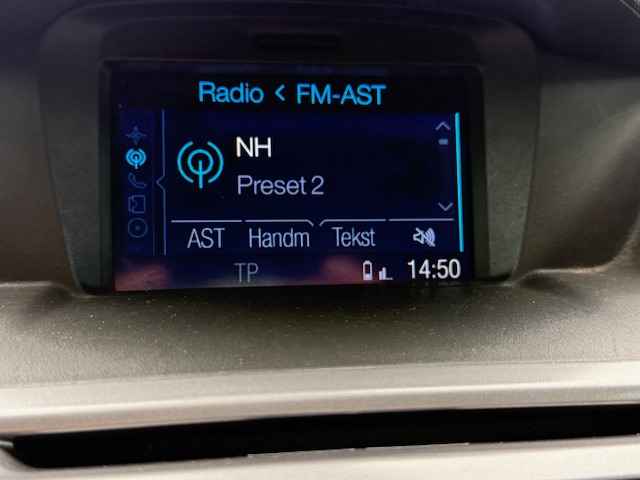 Radio < FM-AST
NH
Preset 2
AST Handm Tekst
TP 14:50